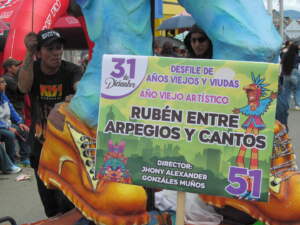 31
Diciembre
DESFILE DE
AÑOS VIEJOS Y VIUDAS
AÑO VIEJO ARTÍSTICO
RUBÉN ENTRE
ARPEGIOS Y CANTOS
DIRECTOR:
JHONY ALEXANDER
GONZÁLES MUÑOS
51
KISS